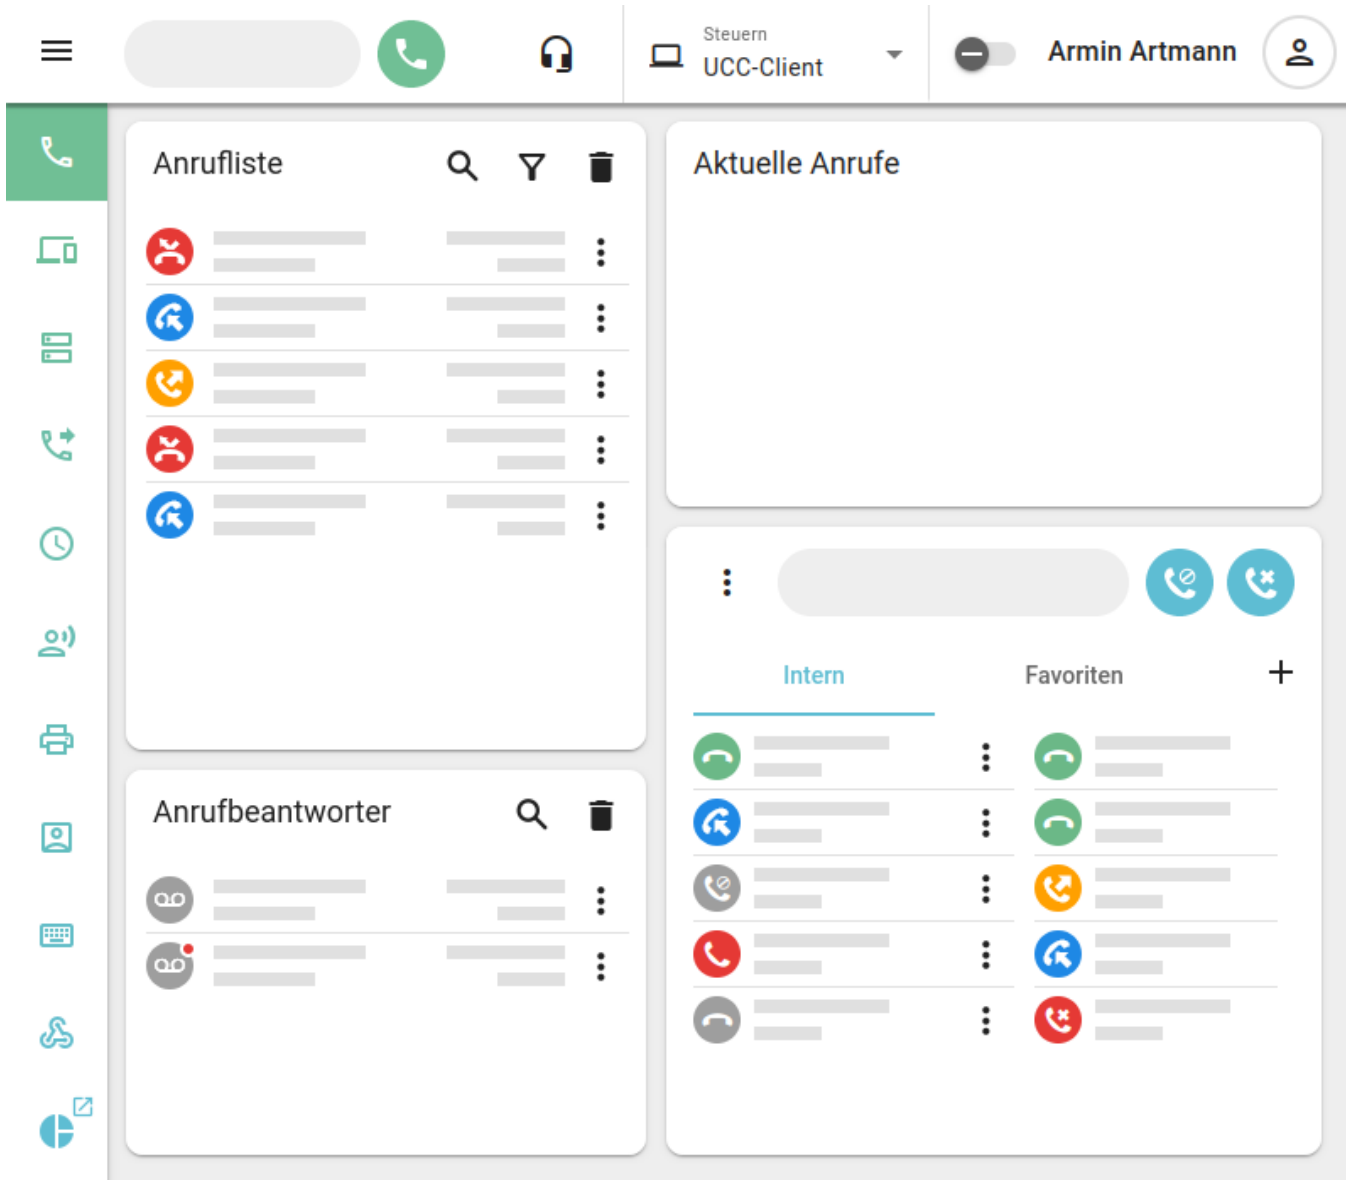 Steuern
UCC-Client
Armin Artmann
Anrufliste
Aktuelle Anrufe
Intern
Favoriten
Anrufbeantworter